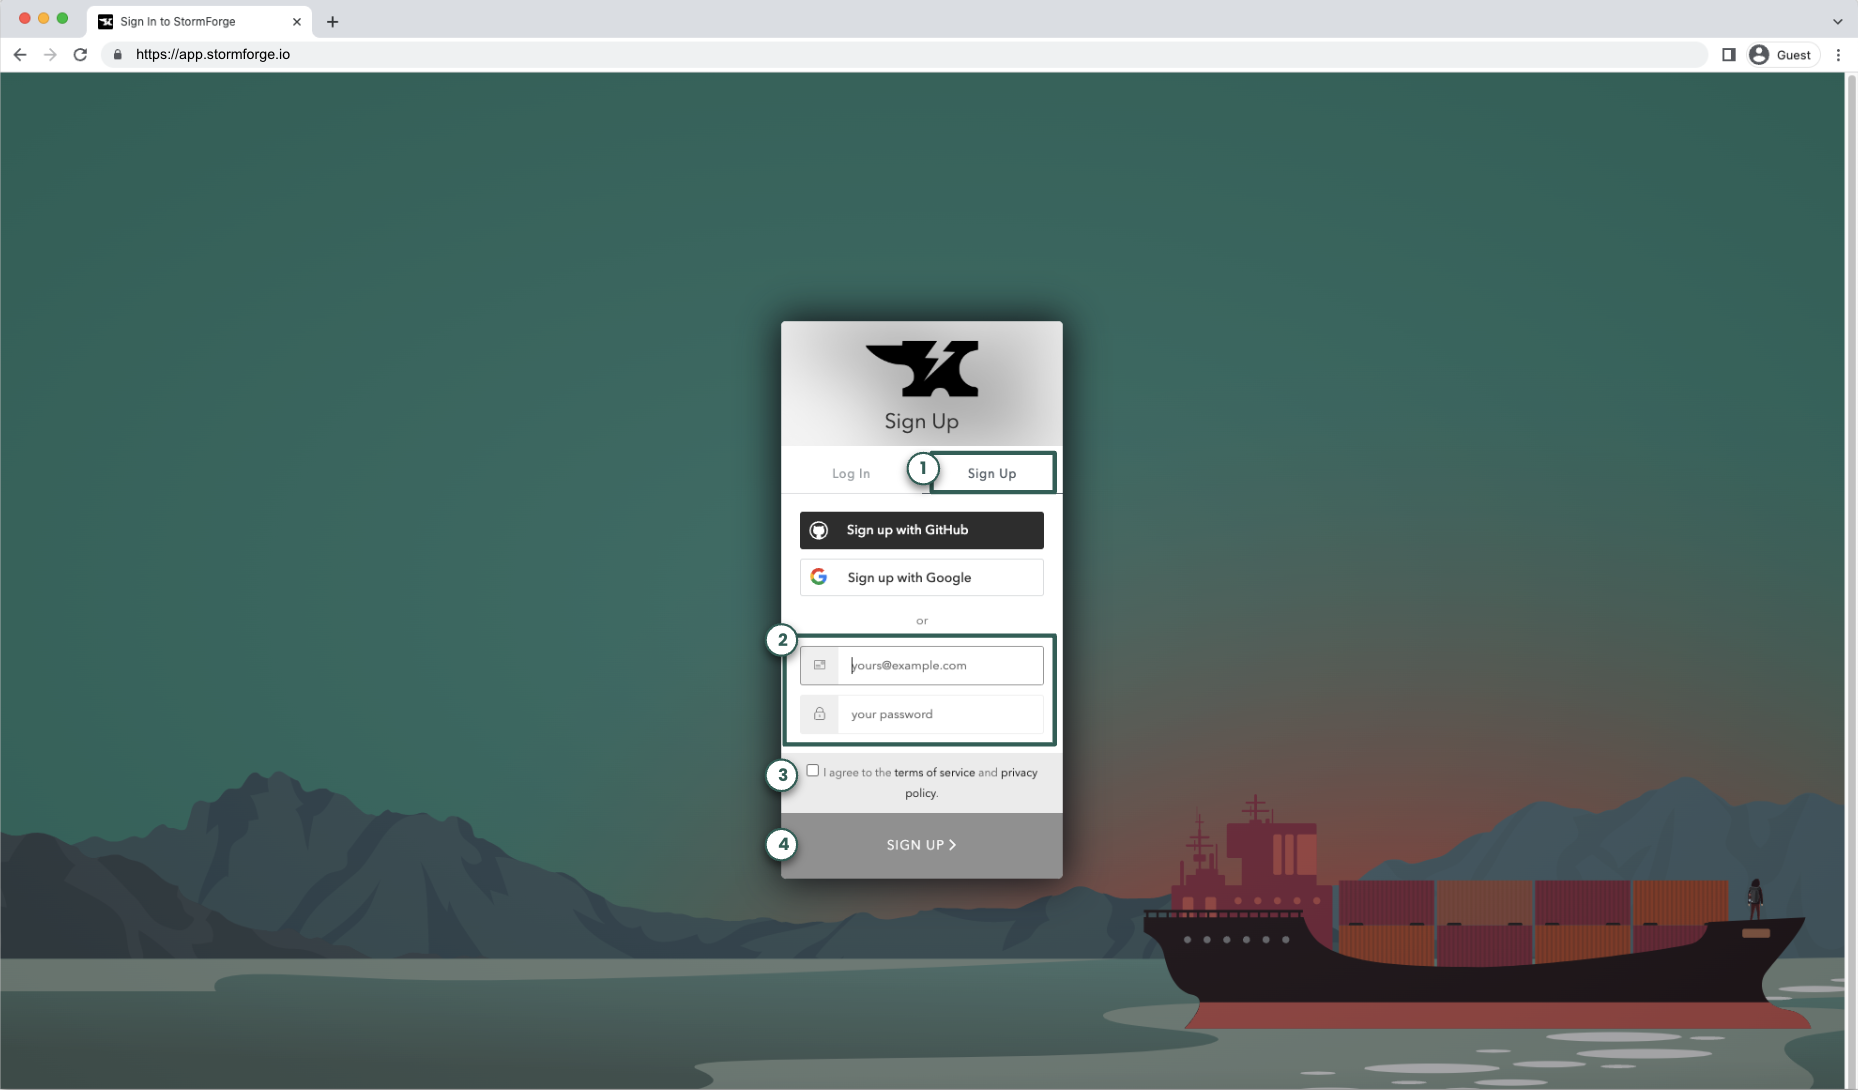 Sign In to StormForge
https://app.stormforge.io
Guest
Sign Up
Log In
1
Sign Up
Sign up with GitHub
Sign up with Google
or
2
yours@example.com
your password
3
I agree to the terms of service and privacy
policy.
4
SIGN UP